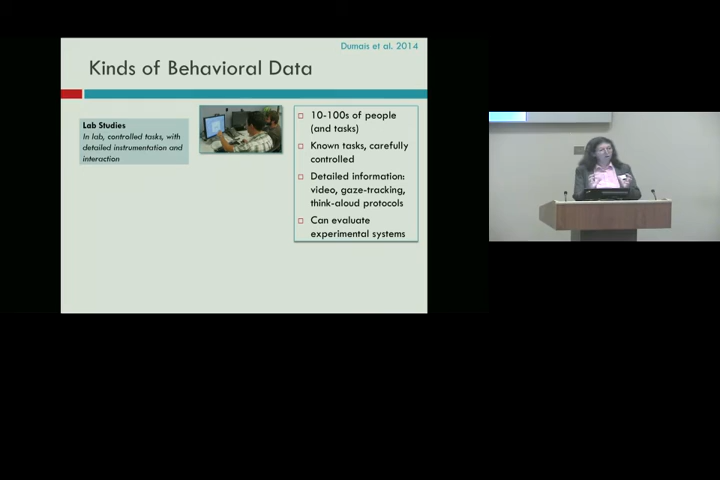 Dumais et al. 2014
Kinds of Behavioral Data
Lab Studies
In lab, controlled tasks, with
detailed instrumentation and
interaction
10-100s of people
(and tasks)
Known tasks, carefully
controlled
Detailed information:
video, gaze-tracking,
think-aloud protocols
Can evaluate
experimental systems